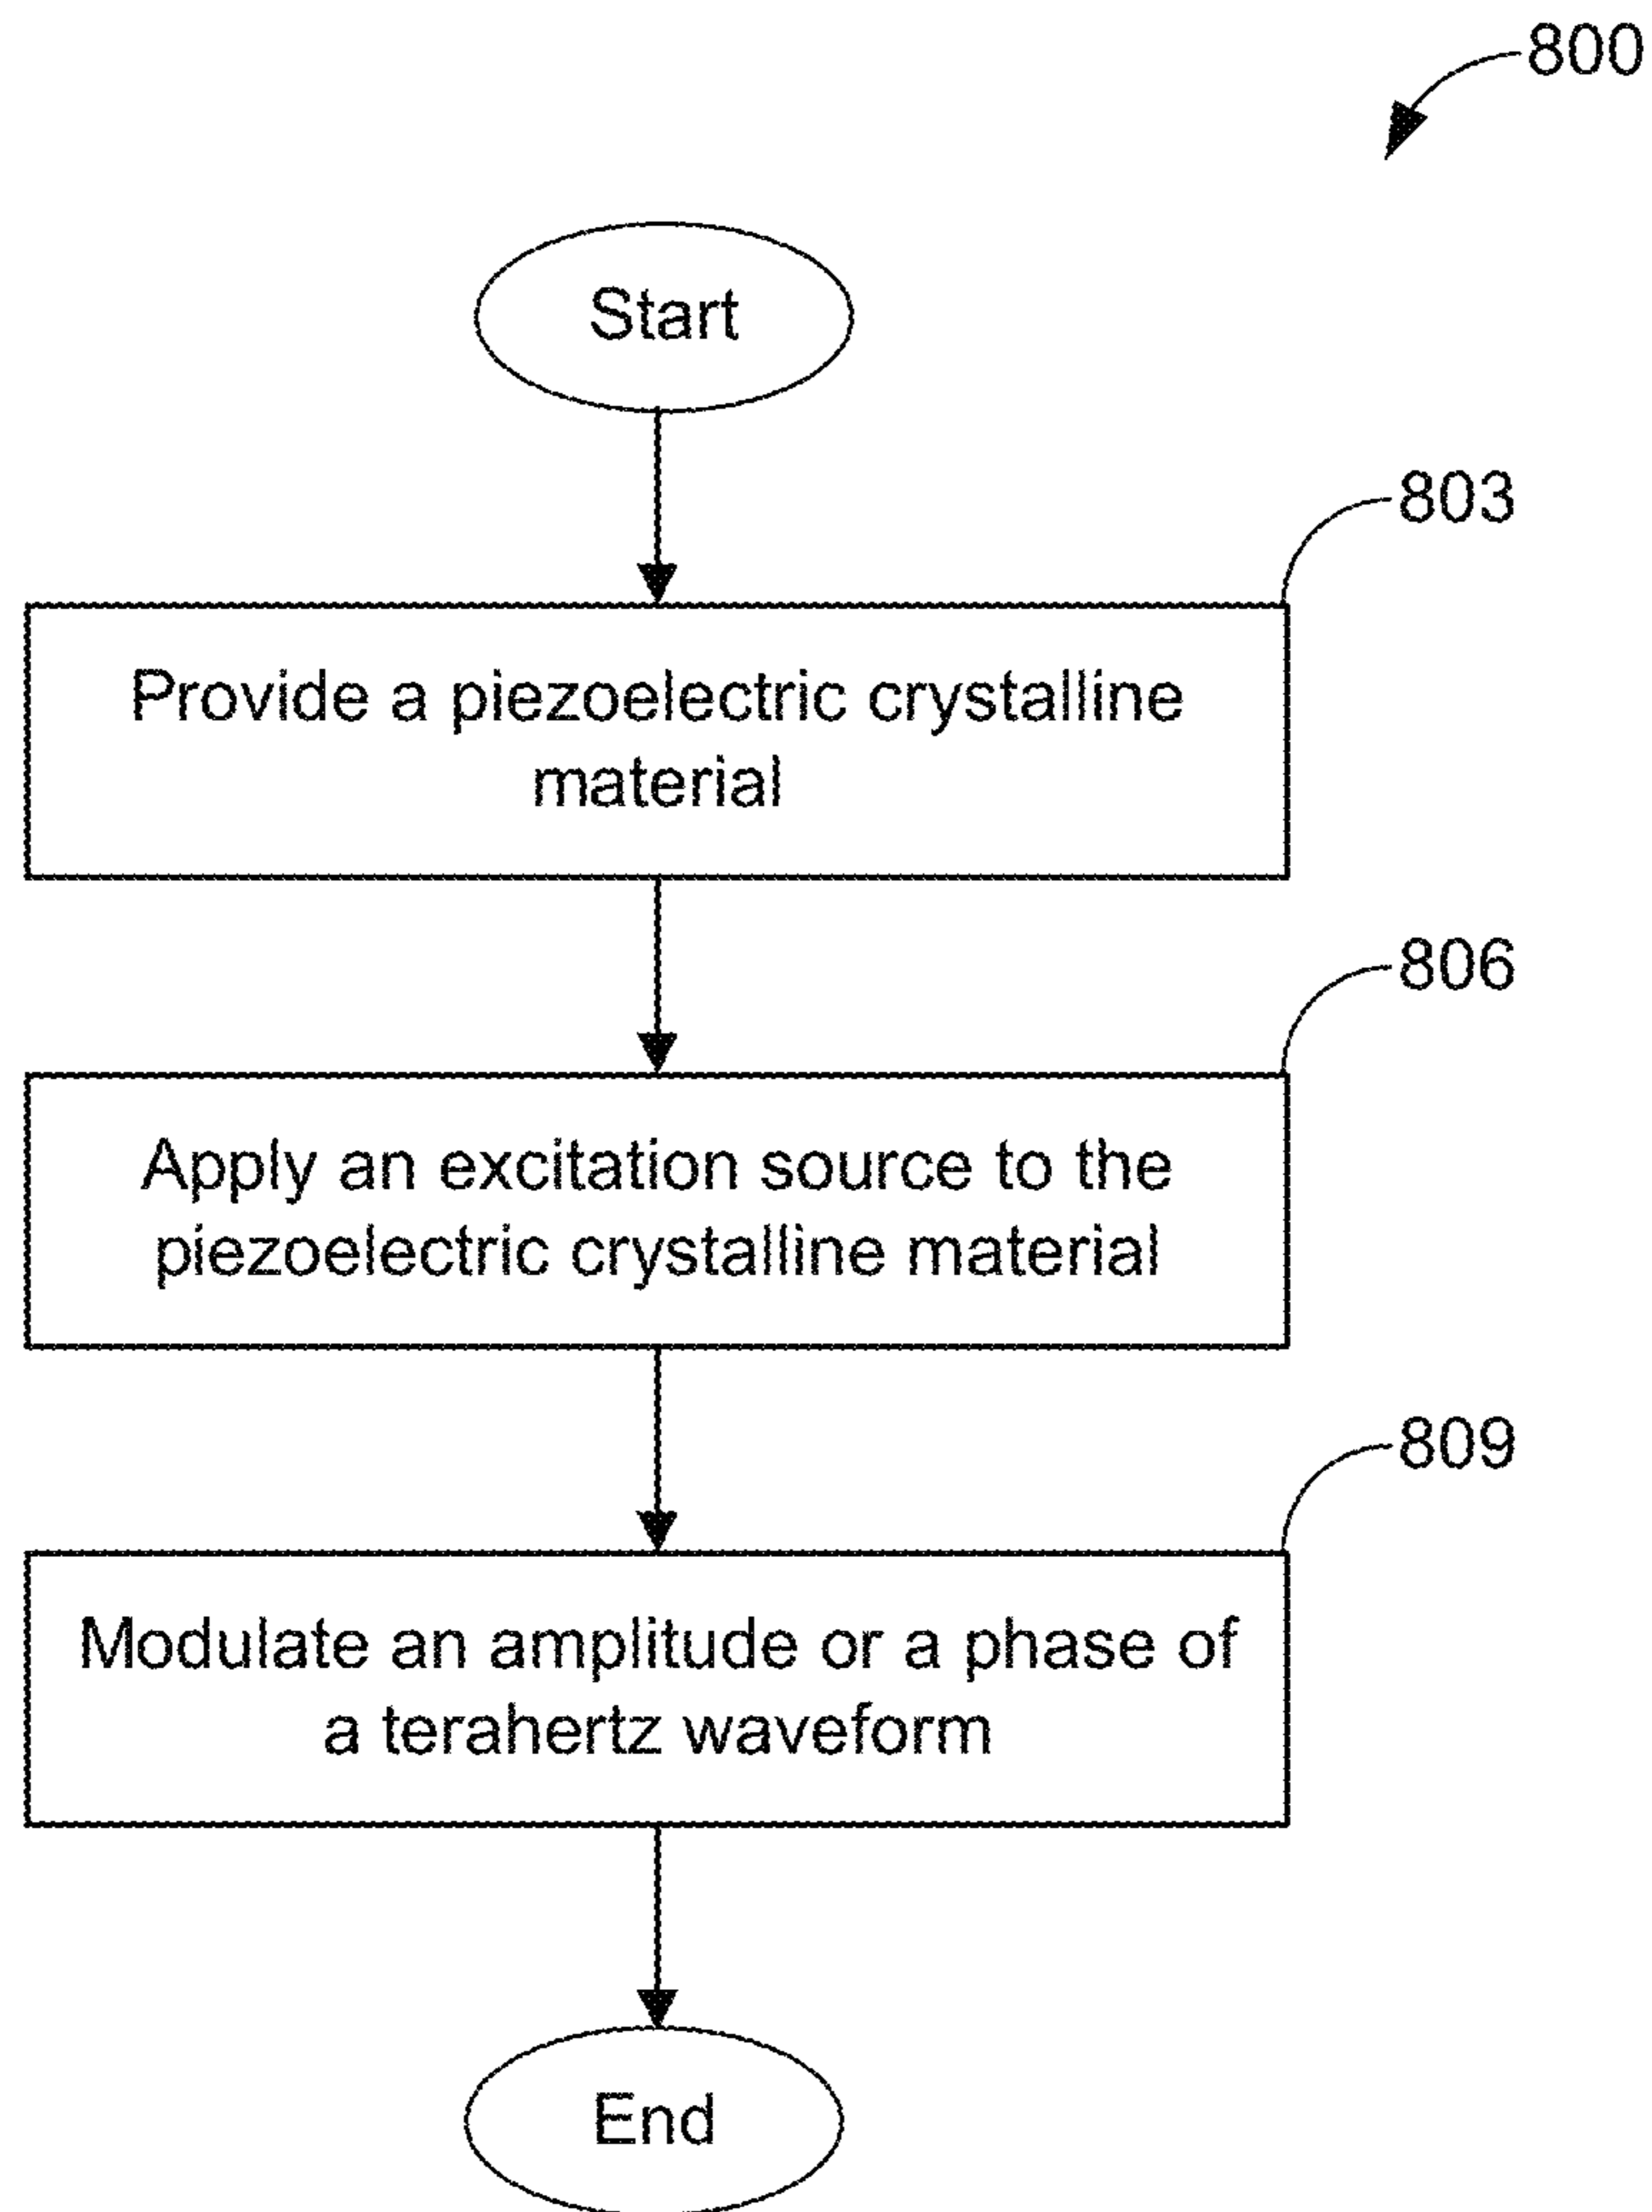 800
Start
803
Provide a piezoelectric crystalline
material
806
Apply an excitation source to the
piezoelectric crystalline material
809
Modulate an amplitude or a phase of
a terahertz waveform
End